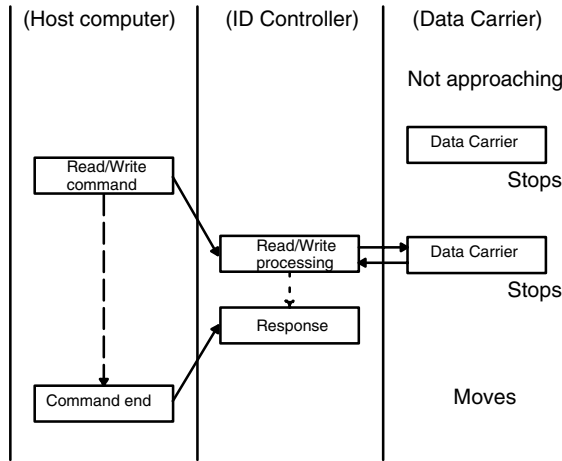 (Host computer)
(ID Controller)
(Data Carrier)
Not approaching
Data Carrier
Stops
Read/Write
command
Read/Write
processing
Data Carrier
Stops
Response
Command end
Moves